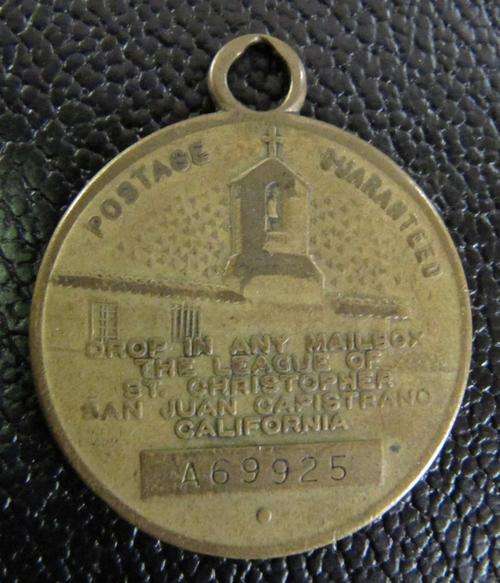 POSTAGE GUARANTEED
DROP IN ANY MAILBOX
THE LEAGUE OF
ST. CHRISTOPHER
SAN JUAN CAPISTRANO
CALIFORNIA
A69925